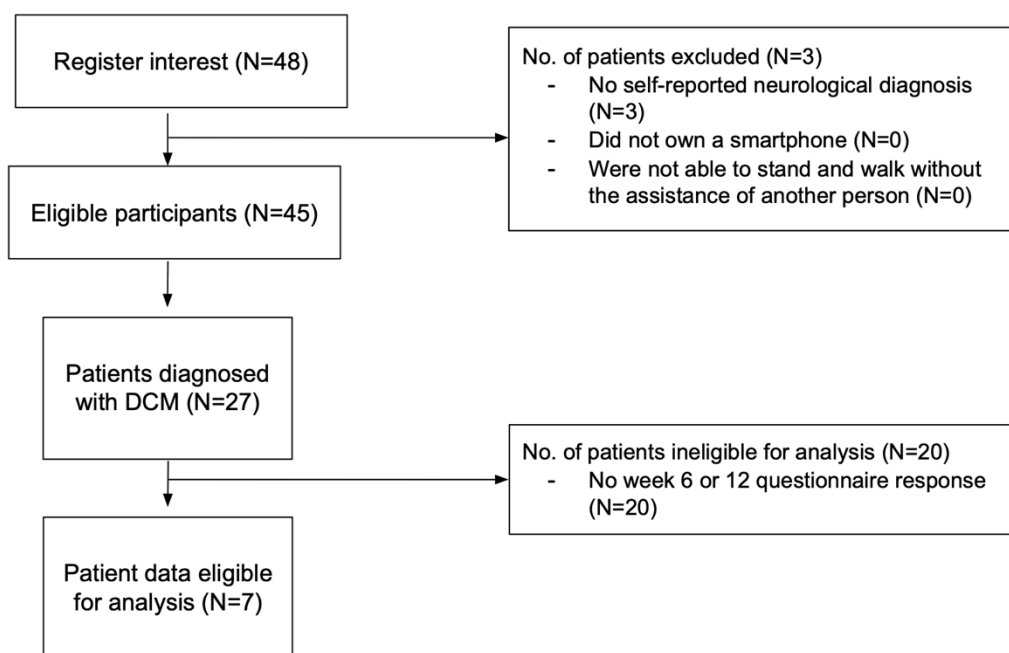 Register interest (N=48)
No. of patients excluded (N=3)
- No self-reported neurological diagnosis
(N=3)
- Did not own a smartphone (N=0)
- Were not able to stand and walk without
the assistance of another person (N=0)
Eligible participants (N=45)
Patients diagnosed
with DCM (N=27)
No. of patients ineligible for analysis (N=20)
- No week 6 or 12 questionnaire response
(N=20)
Patient data eligible
for analysis (N=7)